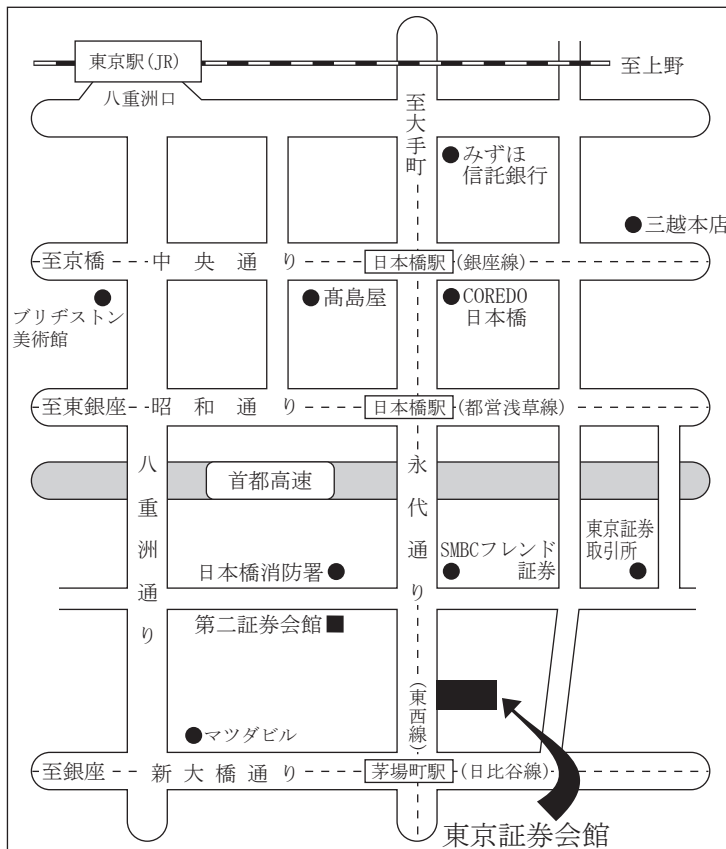 東京駅(JR)
至上野
八重洲口
至大手町
みずほ
信託銀行
三越本店
至京橋
中央通り
日本橋駅
(銀座線)
ブリヂストン
美術館
髙島屋
COREDO
日本橋
至東銀座
昭和通り
日本橋駅
(都営浅草線)
八重洲通り
首都高速
永代通り
日本橋消防署
SMBCフレンド
証券
東京証券
取引所
第二証券会館
(東西線)
マツダビル
至銀座
新大橋通り
茅場町駅
(日比谷線)
東京証券会館